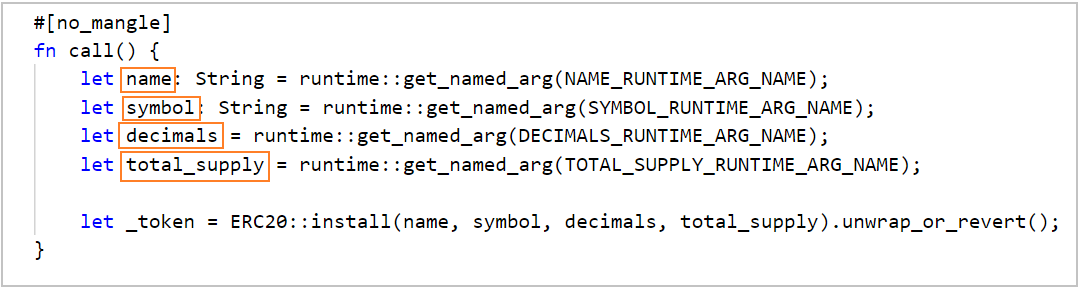 #[no_mangle]
fn call() {
let name: String = runtime::get_named_arg(NAME_RUNTIME_ARG_NAME);
let symbol: String = runtime::get_named_arg(SYMBOL_RUNTIME_ARG_NAME);
let decimals = runtime::get_named_arg(DECIMALS_RUNTIME_ARG_NAME);
let total_supply = runtime::get_named_arg(TOTAL_SUPPLY_RUNTIME_ARG_NAME);
let _token = ERC20::install(name, symbol, decimals, total_supply).unwrap_or_revert();
}